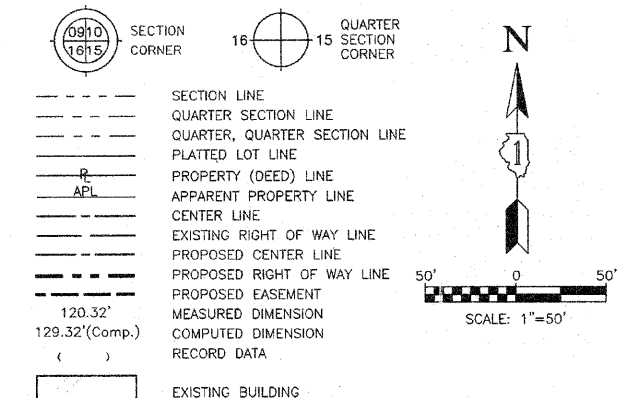 0910 SECTION
1615 CORNER
16 15 QUARTER
SECTION
CORNER
N
SECTION LINE
QUARTER SECTION LINE
QUARTER, QUARTER SECTION LINE
PLATTED LOT LINE
PL PROPERTY (DEED) LINE
APL APPARENT PROPERTY LINE
CENTER LINE
EXISTING RIGHT OF WAY LINE
PROPOSED CENTER LINE
PROPOSED RIGHT OF WAY LINE
PROPOSED EASEMENT
120.32' MEASURED DIMENSION
129.32'(Comp.) COMPUTED DIMENSION
( ) RECORD DATA
EXISTING BUILDING
1
50' 0 50'
SCALE: 1"=50'